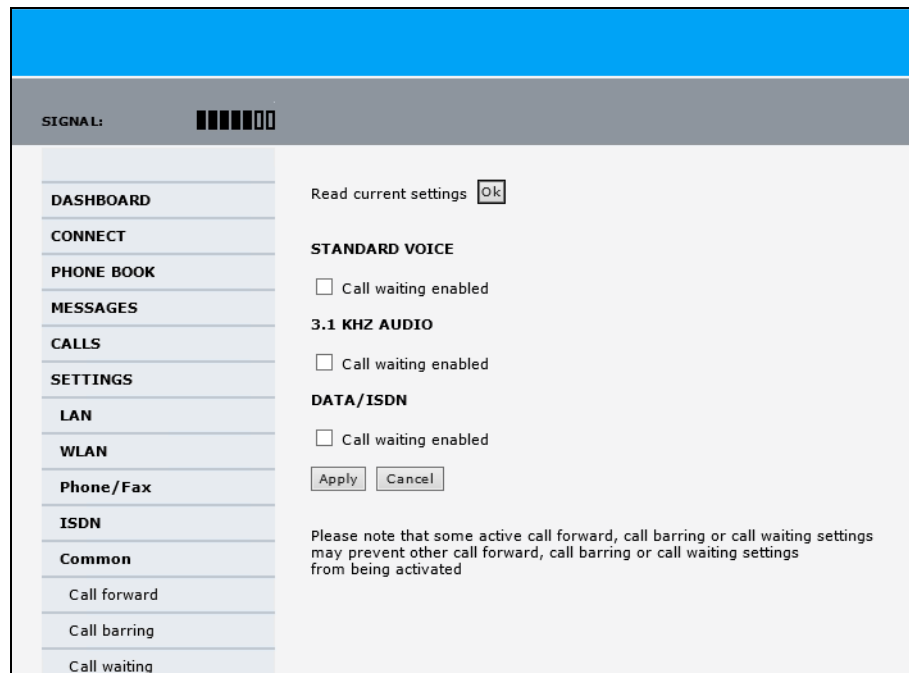 SIGNAL:
DASHBOARD
CONNECT
PHONE BOOK
MESSAGES
CALLS
SETTINGS
LAN
WLAN
Phone/Fax
ISDN
Common
Call forward
Call barring
Call waiting
Read current settings Ok
STANDARD VOICE
Call waiting enabled
3.1 KHZ AUDIO
Call waiting enabled
DATA/ISDN
Call waiting enabled
Apply Cancel
Please note that some active call forward, call barring or call waiting settings
may prevent other call forward, call barring or call waiting settings
from being activated